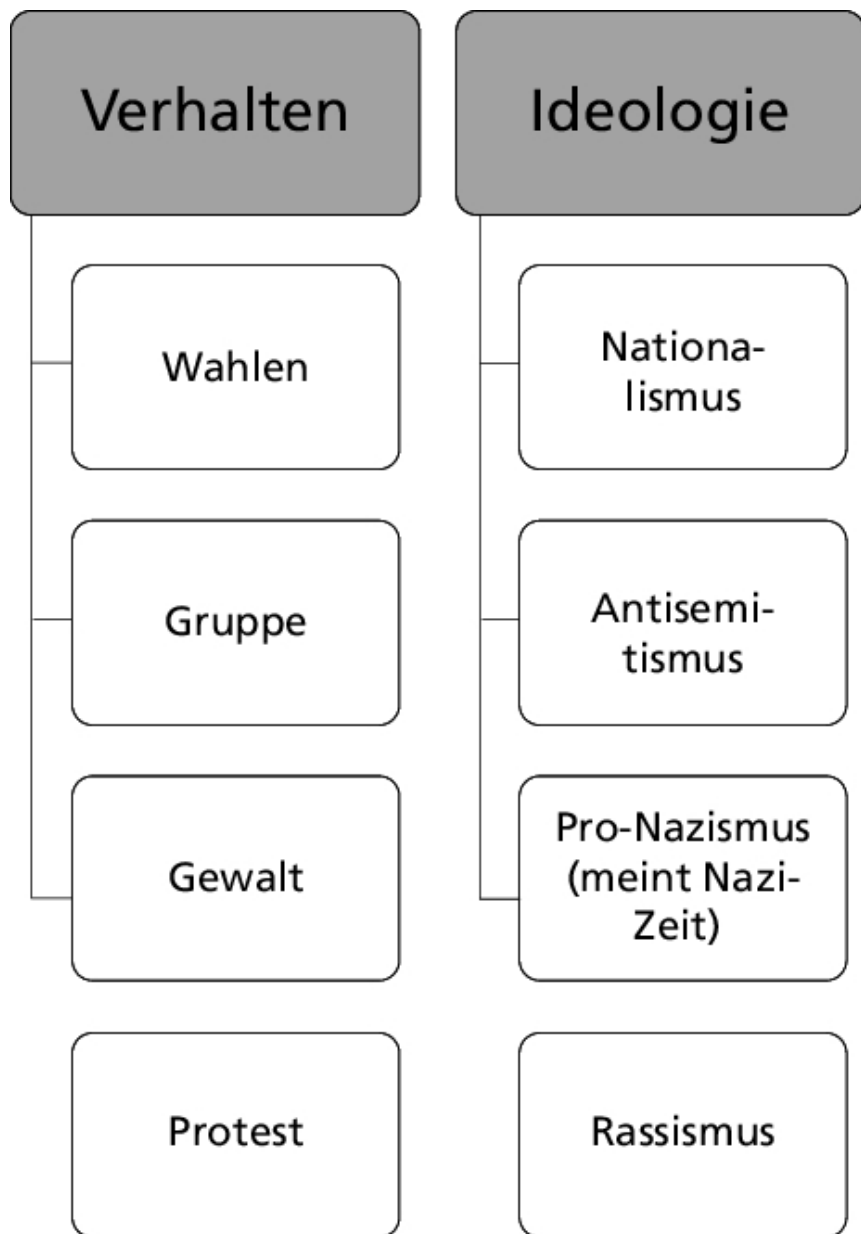 Verhalten
Ideologie
Wahlen
Nationa-
lismus
Gruppe
Antisemi-
tismus
Gewalt
Pro-Nazismus
(meint Nazi-
Zeit)
Protest
Rassismus